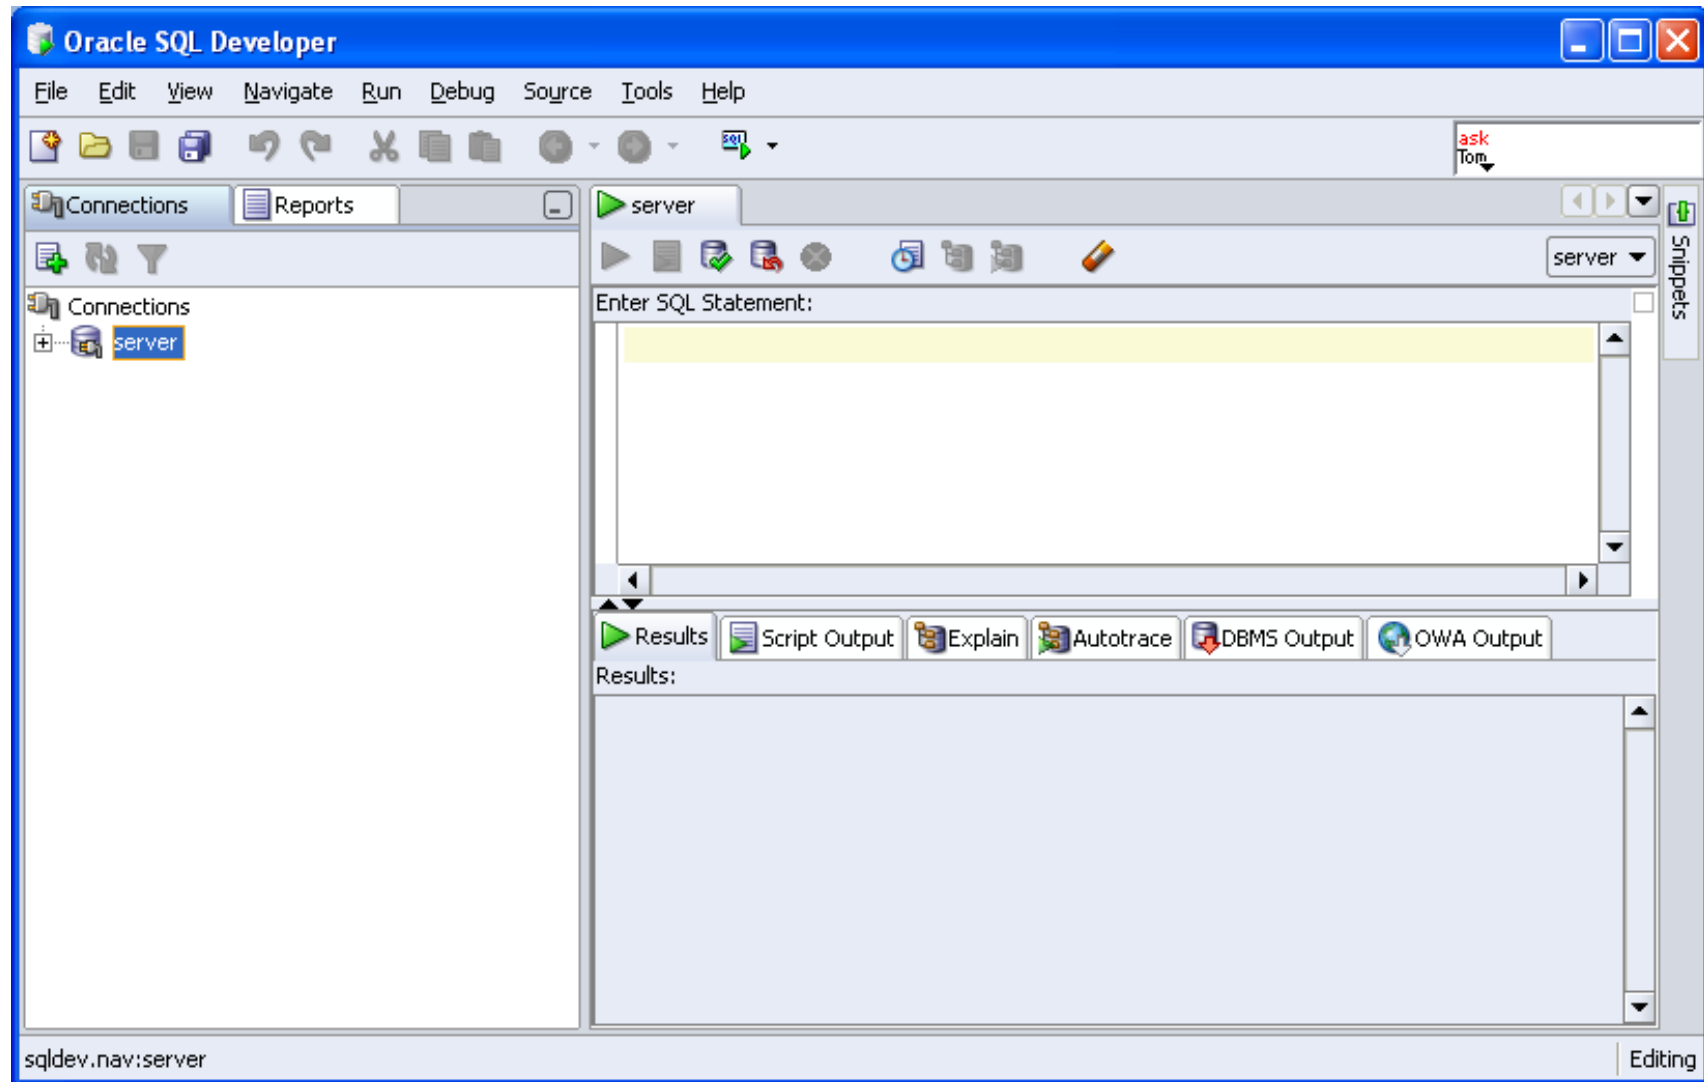 Oracle SQL Developer
File Edit View Navigate Run Debug Source Tools Help
SQL
ask
Tom
Connections Reports
server
server
Snippets
Connections
server
Enter SQL Statement:
Results Script Output Explain Autotrace DBMS Output OWA Output
Results:
sqldev.nav:server
Editing